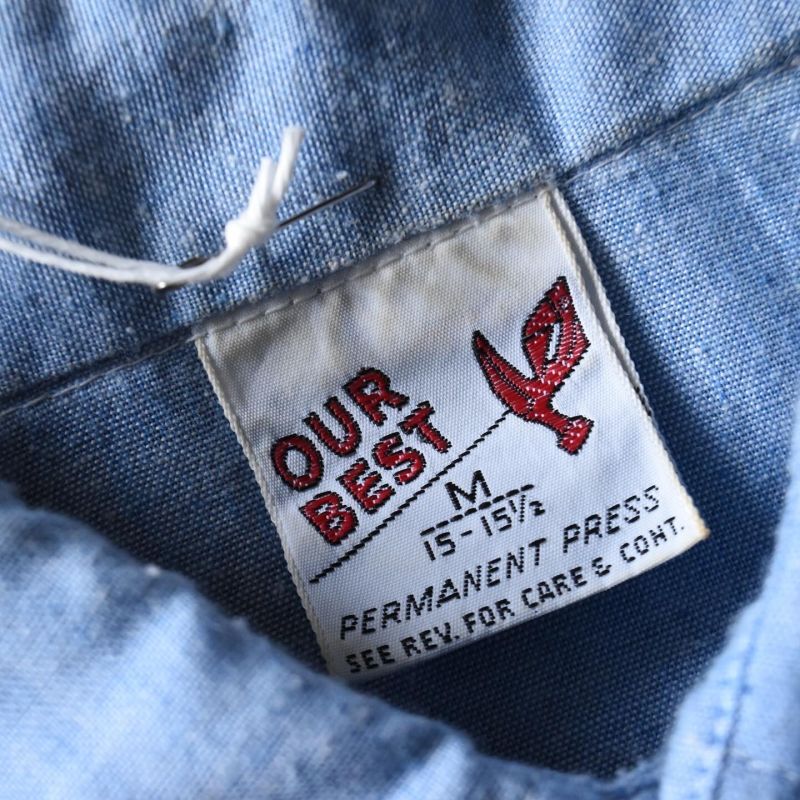 OUR
BEST
M
15-15½
PERMANENT PRESS
SEE REV. FOR CARE & CONT.